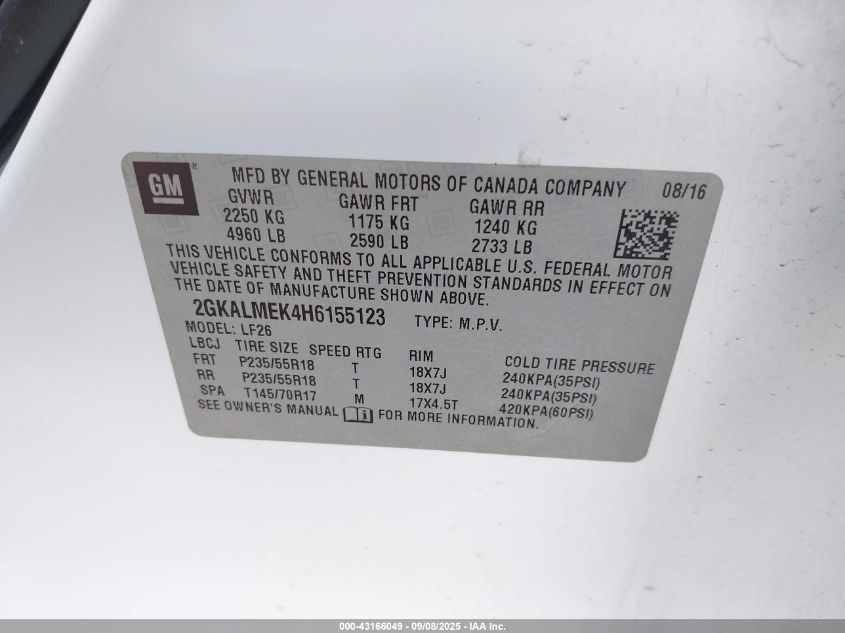 GM ® MFD BY GENERAL MOTORS OF CANADA COMPANY 08/16
GVWR GAWR FRT GAWR RR
2250 KG 1175 KG 1240 KG
4960 LB 2590 LB 2733 LB
THIS VEHICLE CONFORMS TO ALL APPLICABLE U.S. FEDERAL MOTOR
VEHICLE SAFETY AND THEFT PREVENTION STANDARDS IN EFFECT ON
THE DATE OF MANUFACTURE SHOWN ABOVE.
2GKALMEK4H6155123 TYPE: M.P.V.
MODEL: LF26
LBCJ TIRE SIZE SPEED RTG RIM COLD TIRE PRESSURE
FRT P235/55R18 T 18X7J 240KPA(35PSI)
RR P235/55R18 T 18X7J 240KPA(35PSI)
SPA T145/70R17 M 17X4.5T 420KPA(60PSI)
SEE OWNER'S MANUAL FOR MORE INFORMATION.
000-43166049 - 09/08/2025 - IAA Inc.